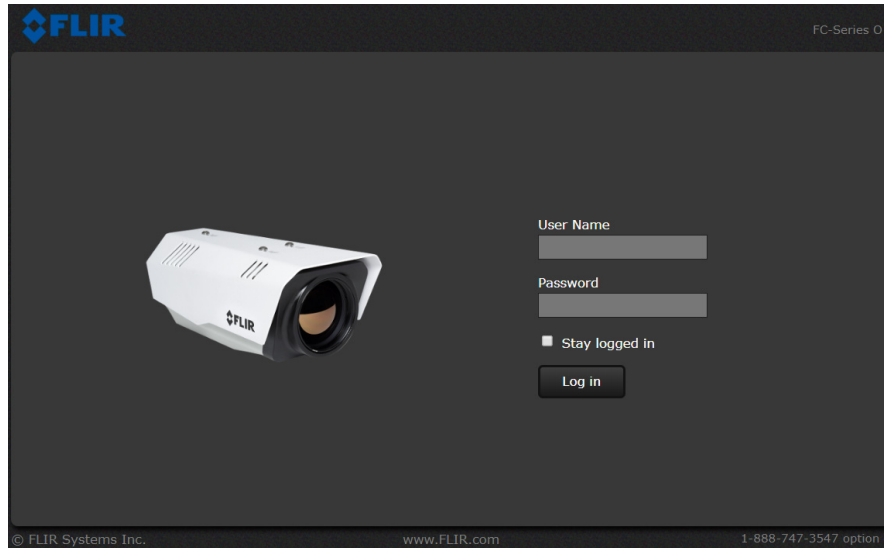 FLIR
FC-Series O
User Name
FLIR
Password
Stay logged in
Log in
© FLIR Systems Inc. www.FLIR.com 1-888-747-3547 option